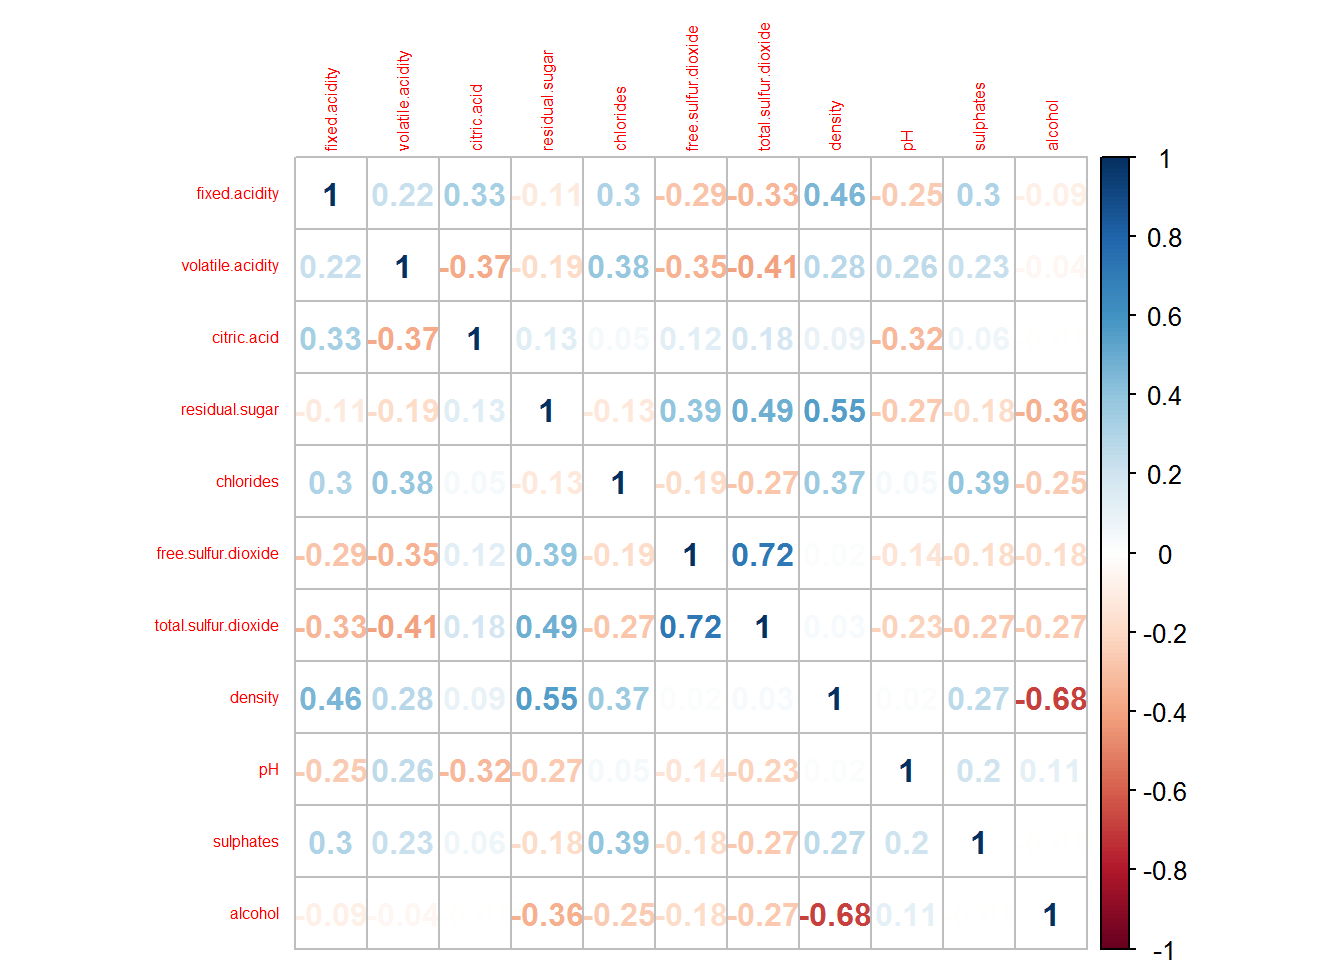 fixed.acidity volatile.acidity citric.acid residual.sugar chlorides free.sulfur.dioxide total.sulfur.dioxide density pH sulphates alcohol
fixed.acidity 1 0.22 0.33 -0.11 0.3 -0.29 -0.33 0.46 -0.25 0.3 -0.09
volatile.acidity 0.22 1 -0.37 -0.19 0.38 -0.35 -0.41 0.28 0.26 0.23 -0.04
citric.acid 0.33 -0.37 1 0.13 0.05 0.12 0.18 0.09 -0.32 0.06
residual.sugar -0.11 -0.19 0.13 1 -0.13 0.39 0.49 0.55 -0.27 -0.18 -0.36
chlorides 0.3 0.38 0.05 -0.13 1 -0.19 -0.27 0.37 0.05 0.39 -0.25
free.sulfur.dioxide -0.29 -0.35 0.12 0.39 -0.19 1 0.72 0.02 -0.14 -0.18 -0.18
total.sulfur.dioxide -0.33 -0.41 0.18 0.49 -0.27 0.72 1 0.03 -0.23 -0.27 -0.27
density 0.46 0.28 0.09 0.55 0.37 0.02 0.03 1 0.02 0.27 -0.68
pH -0.25 0.26 -0.32 -0.27 0.05 -0.14 -0.23 0.02 1 0.2 0.11
sulphates 0.3 0.23 0.06 -0.18 0.39 -0.18 -0.27 0.27 0.2 1
alcohol -0.09 -0.04 -0.36 -0.25 -0.18 -0.27 -0.68 0.11 1
1
0.8
0.6
0.4
0.2
0
-0.2
-0.4
-0.6
-0.8
-1